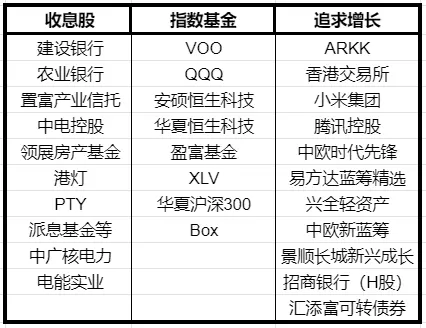 收息股 指数基金 追求增长
建设银行 VOO ARKK
农业银行 QQQ 香港交易所
置富产业信托 安硕恒生科技 小米集团
中电控股 华夏恒生科技 腾讯控股
领展房产基金 盈富基金 中欧时代先锋
港灯 XLV 易方达蓝筹精选
PTY 华夏沪深300 兴全轻资产
派息基金等 Box 中欧新蓝筹
中广核电力 景顺长城新兴成长
电能实业 招商银行（H股）
汇添富可转债券